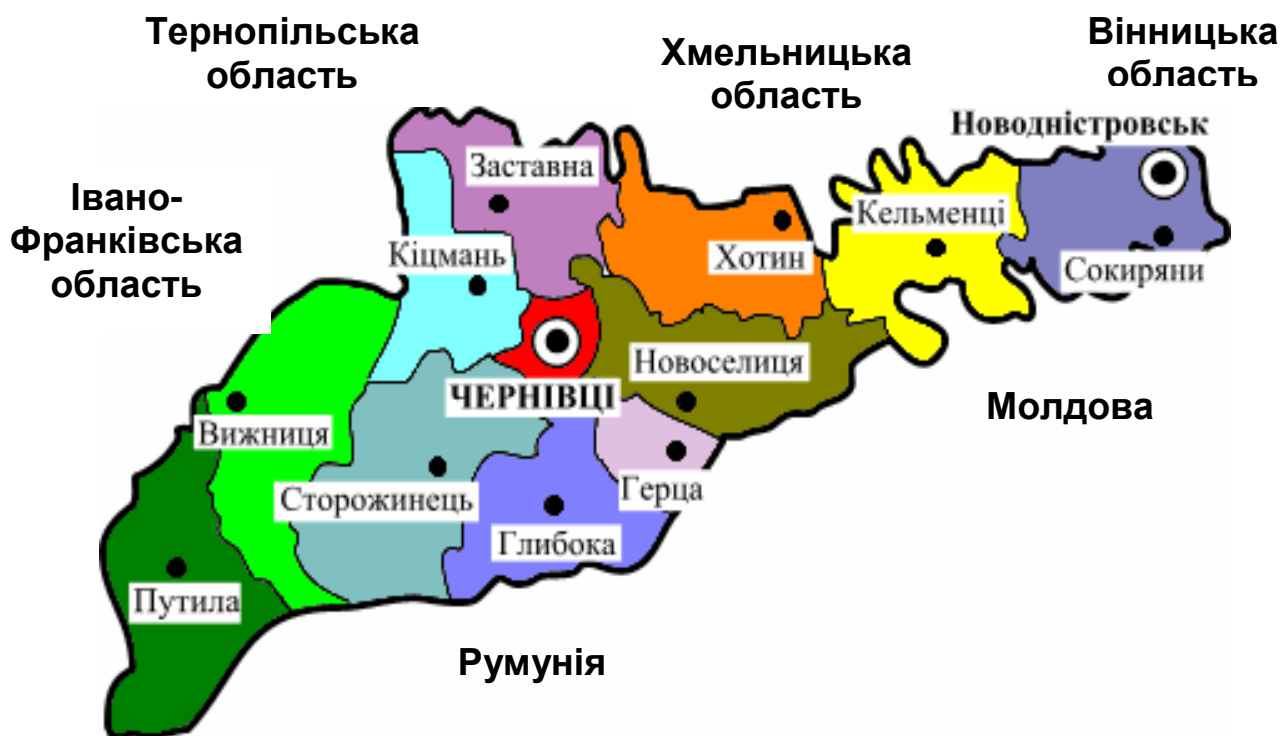 Тернопільська
область
Хмельницька
область
Вінницька
область
Новодністровськ
Івано-
Франківська
область
Заставна
Кельменці
Кіцмань
Хотин
Сокиряни
Новоселиця
ЧЕРНІВЦІ
Молдова
Вижниця
Сторожинець
Герца
Глибока
Путила
Румунія